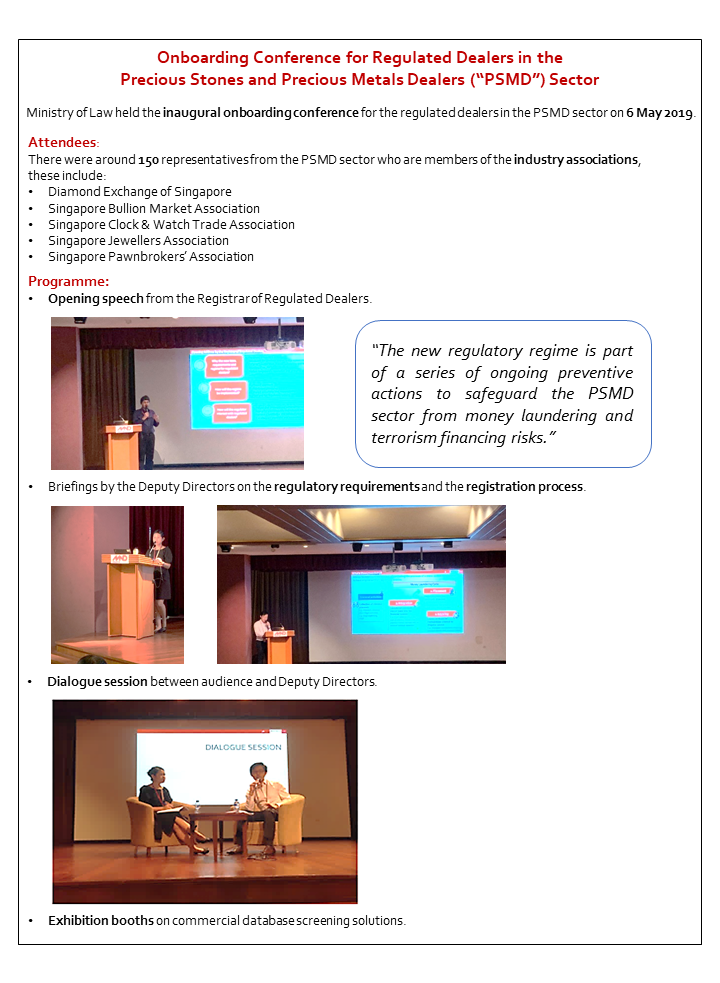 Onboarding Conference for Regulated Dealers in the
Precious Stones and Precious Metals Dealers (“PSMD”) Sector
Ministry of Law held the inaugural onboarding conference for the regulated dealers in the PSMD sector on 6 May 2019.
Attendees:
There were around 150 representatives from the PSMD sector who are members of the industry associations,
these include:
• Diamond Exchange of Singapore
• Singapore Bullion Market Association
• Singapore Clock & Watch Trade Association
• Singapore Jewellers Association
• Singapore Pawnbrokers’ Association
Programme:
• Opening speech from the Registrar of Regulated Dealers.
“The new regulatory regime is part
of a series of ongoing preventive
actions to safeguard the PSMD
sector from money laundering and
terrorism financing risks.”
• Briefings by the Deputy Directors on the regulatory requirements and the registration process.
• Dialogue session between audience and Deputy Directors.
DIALOGUE SESSION
• Exhibition booths on commercial database screening solutions.